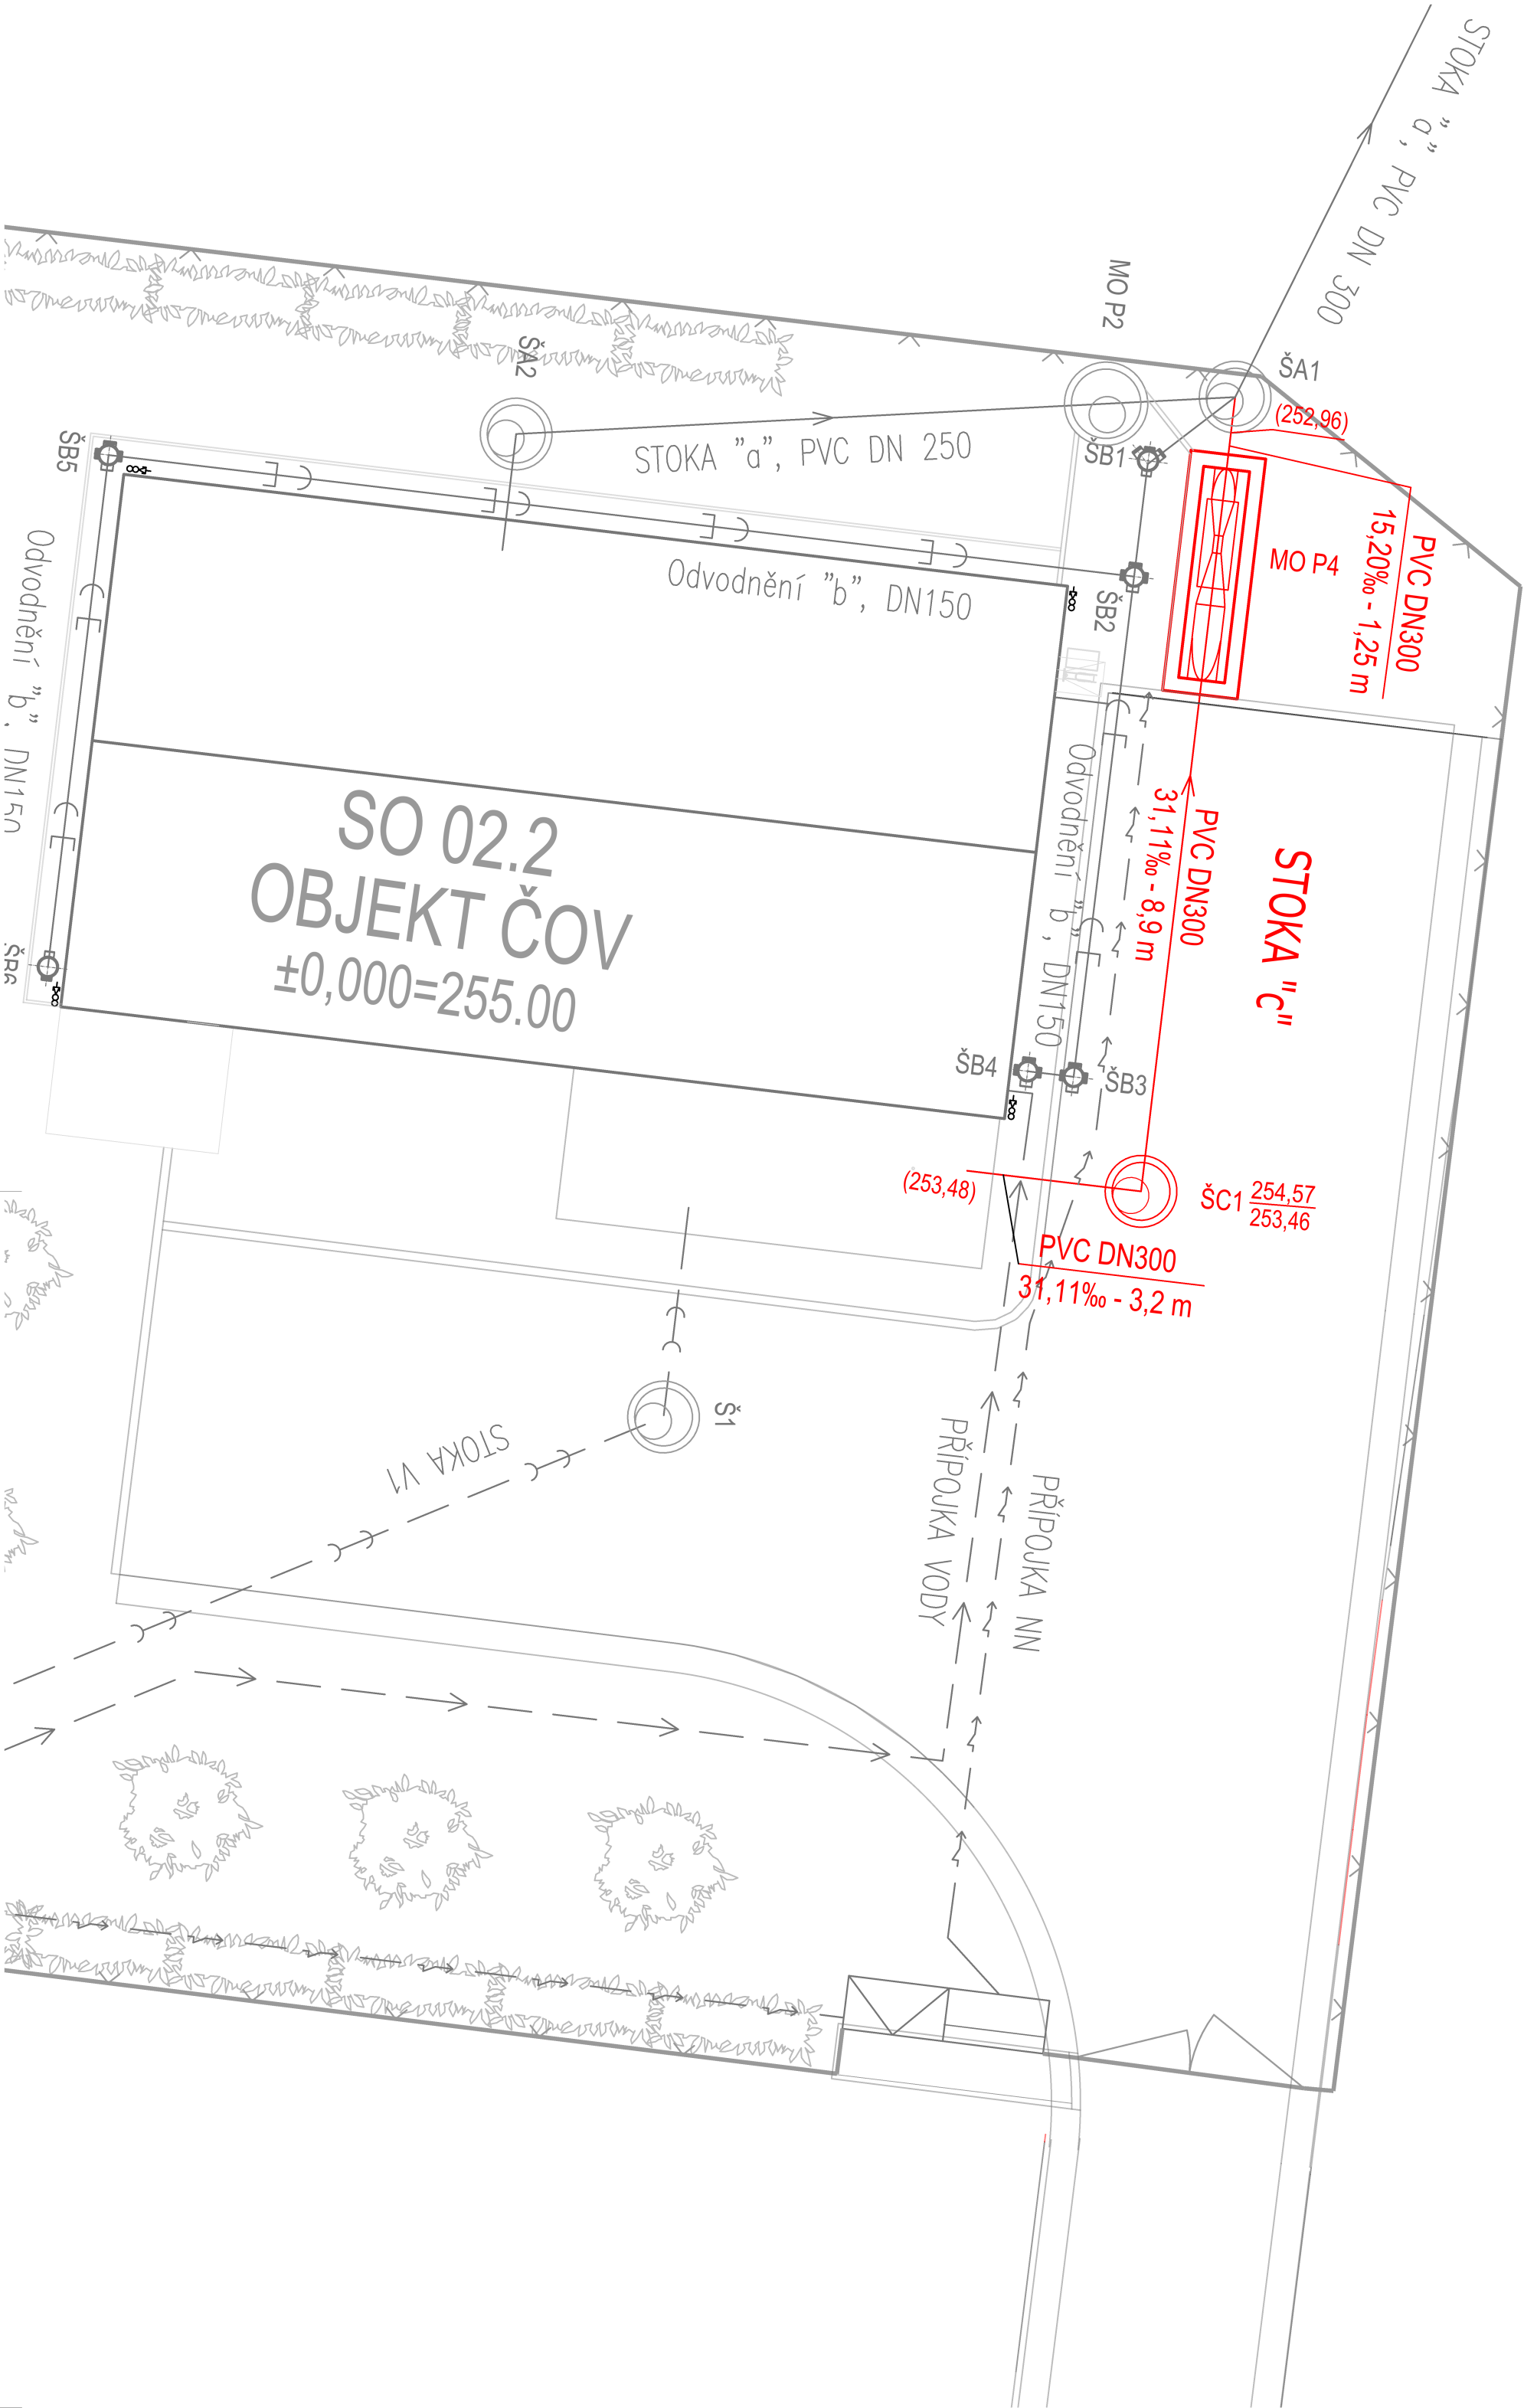 STOKA "a", PVC DN 300
MO P2
ŠA1
(252,96)
ŠA2
STOKA "a", PVC DN 250
ŠB1
ŠB5
PVC DN300
15,20‰ - 1,25 m
MO P4
Odvodnění "b", DN150
ŠB2
Odvodnění "b", DN150
SO 02.2
OBJEKT ČOV
±0,000=255.00
Odvodnění "b", DN150
PVC DN300
31,11‰ - 8,9 m
STOKA "c"
ŠB6
ŠB4
ŠB3
(253,48)
ŠC1 254,57
253,46
PVC DN300
31,11‰ - 3,2 m
Š1
STOKA V1
PŘÍPOJKA VODY
PŘÍPOJKA NN